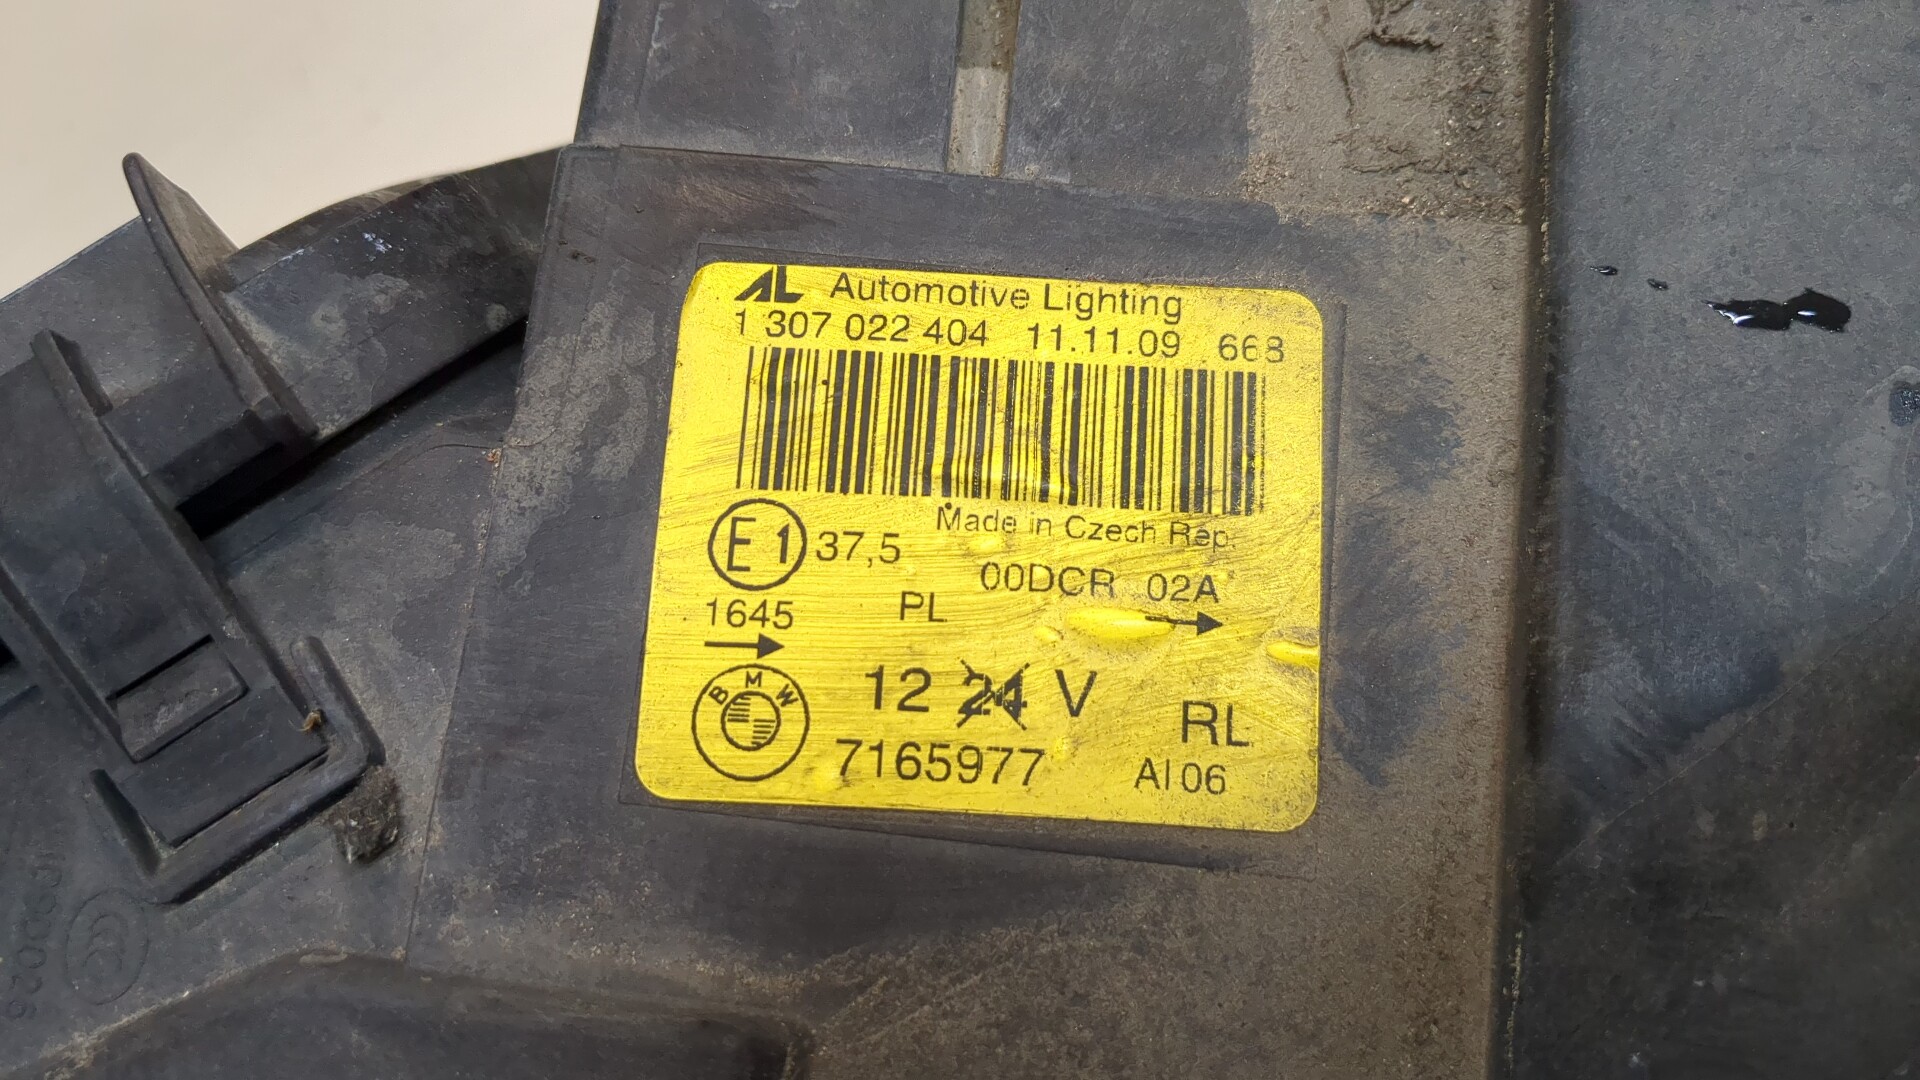 AL Automotive Lighting
1 307 022 404 11.11.09 668
Made in Czech Rep.
E1 37,5
00DCR 02A
1645 PL
BMW
12 24 V
RL
7165977
AI 06